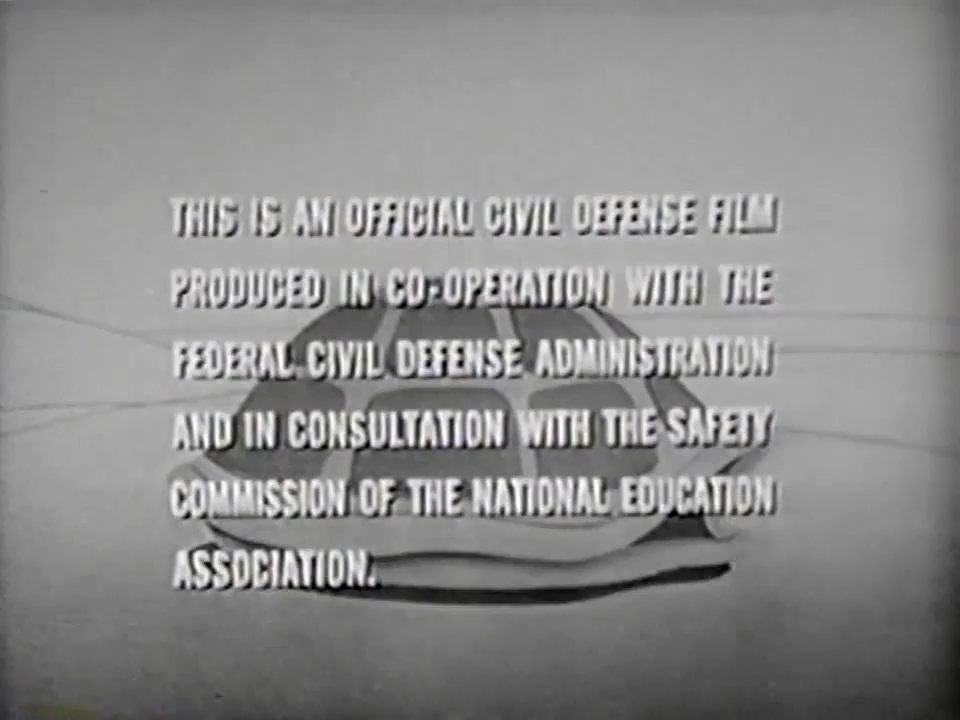 THIS IS AN OFFICIAL CIVIL DEFENSE FILM
PRODUCED IN CO-OPERATION WITH THE
FEDERAL CIVIL DEFENSE ADMINISTRATION
AND IN CONSULTATION WITH THE SAFETY
COMMISSION OF THE NATIONAL EDUCATION
ASSOCIATION.